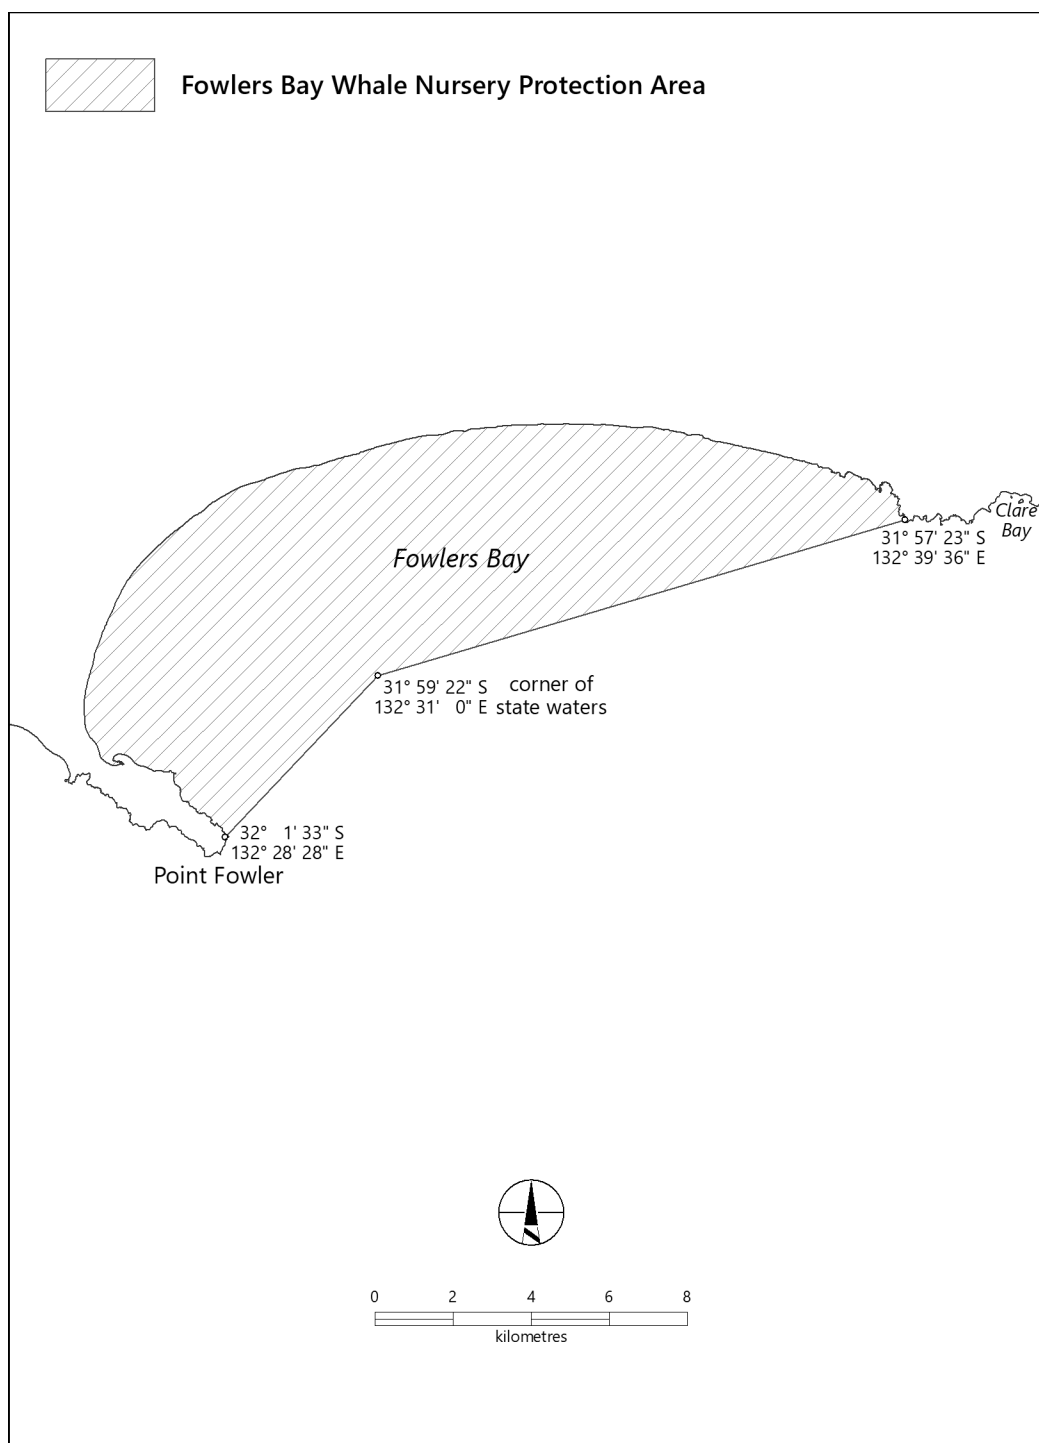 Fowlers Bay Whale Nursery Protection Area
Clare
Bay
31° 57' 23" S
132° 39' 36" E
Fowlers Bay
31° 59' 22" S corner of
132° 31' 0" E state waters
32° 1' 33" S
132° 28' 28" E
Point Fowler
0 2 4 6 8
kilometres